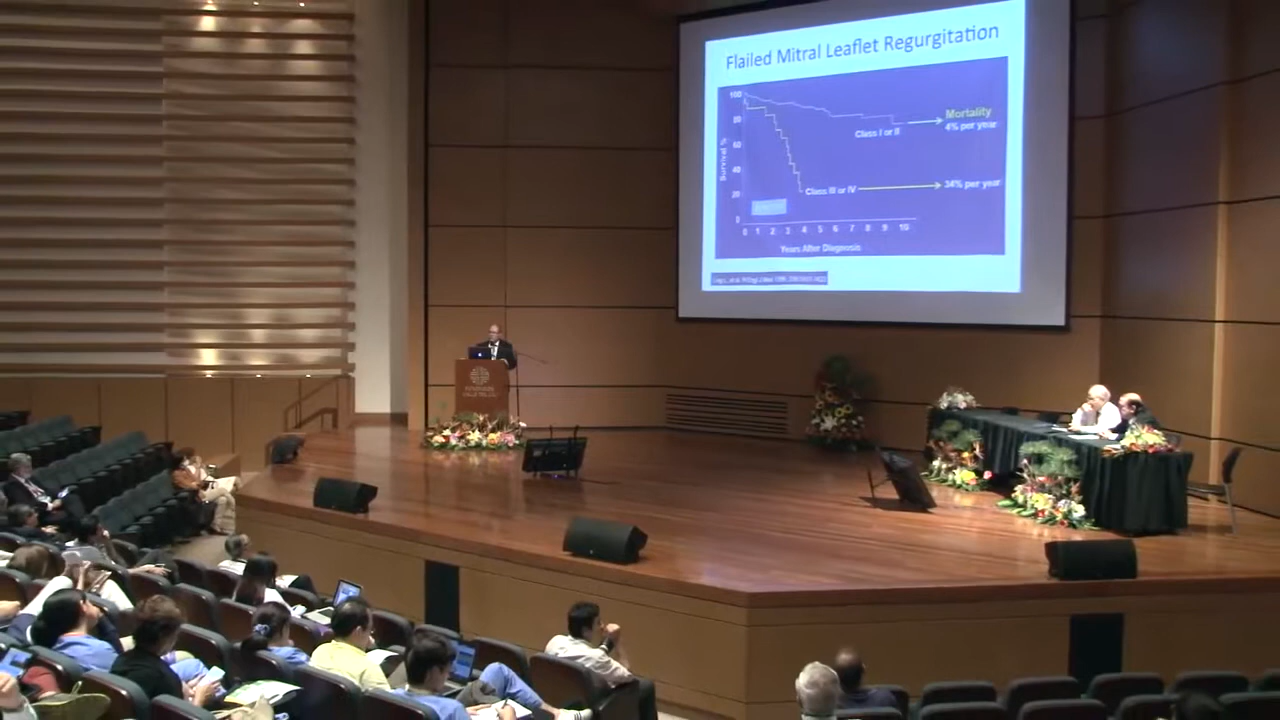 Flailed Mitral Leaflet Regurgitation
100
80
60
40
20
0
Survival %
Mortality
4% per year
Class I or II
Class III or IV
34% per year
0 1 2 3 4 5 6 7 8 9 10
Years After Diagnosis